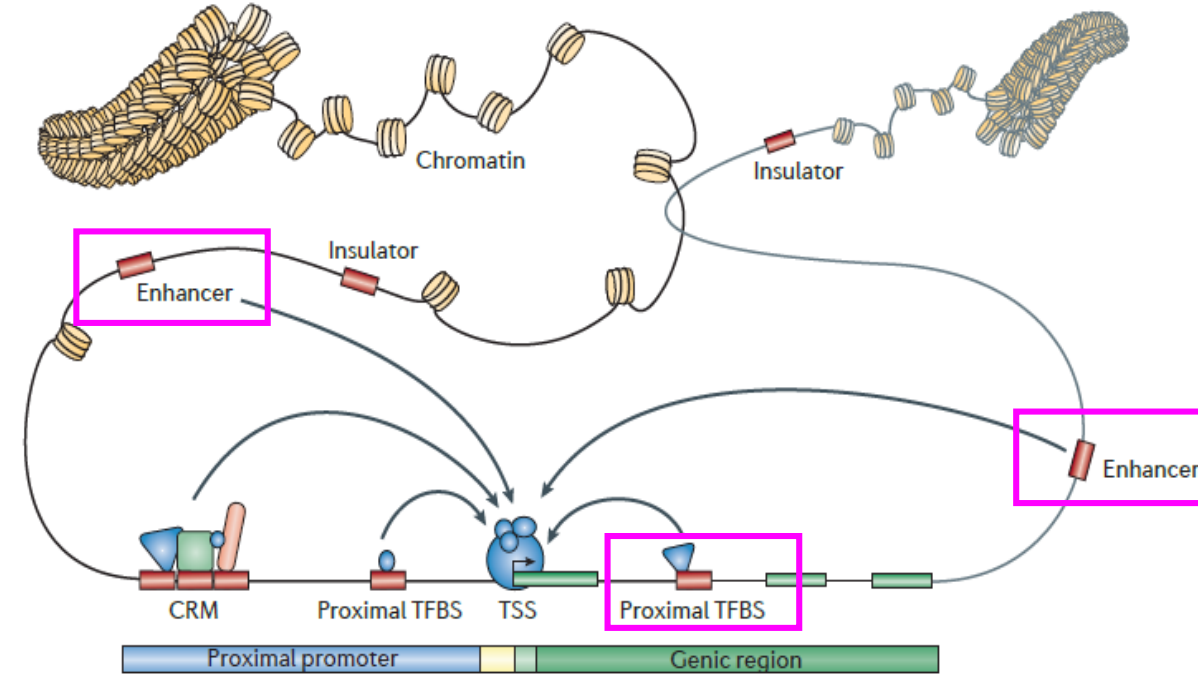 Chromatin
Insulator
Insulator
Enhancer
Enhancer
CRM
Proximal TFBS
TSS
Proximal TFBS
Proximal promoter
Genic region